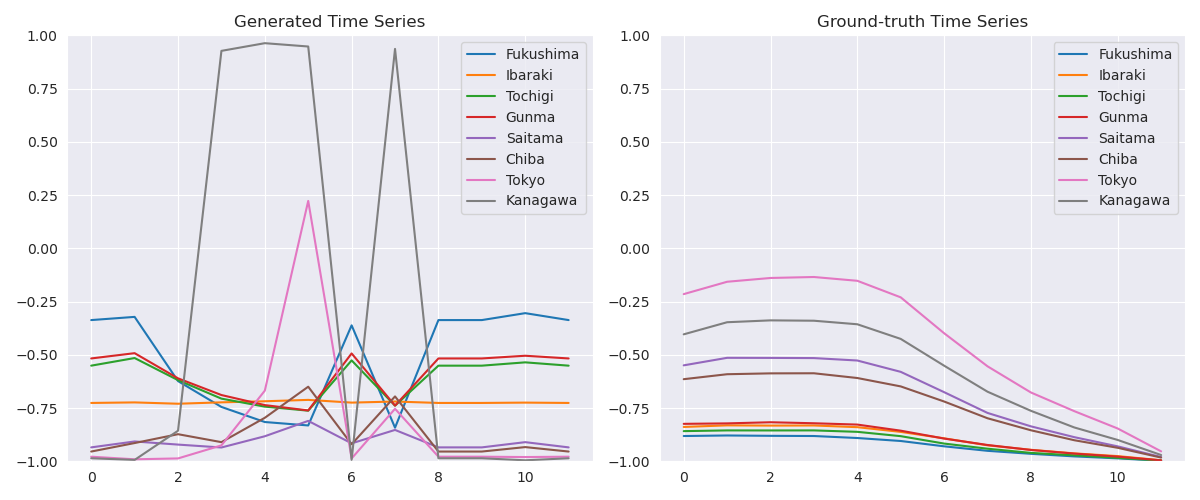 Generated Time Series
1.00
0.75
0.50
0.25
0.00
−0.25
−0.50
−0.75
−1.00
0 2 4 6 8 10
Fukushima
Ibaraki
Tochigi
Gunma
Saitama
Chiba
Tokyo
Kanagawa
Ground-truth Time Series
1.00
0.75
0.50
0.25
0.00
−0.25
−0.50
−0.75
−1.00
0 2 4 6 8 10
Fukushima
Ibaraki
Tochigi
Gunma
Saitama
Chiba
Tokyo
Kanagawa